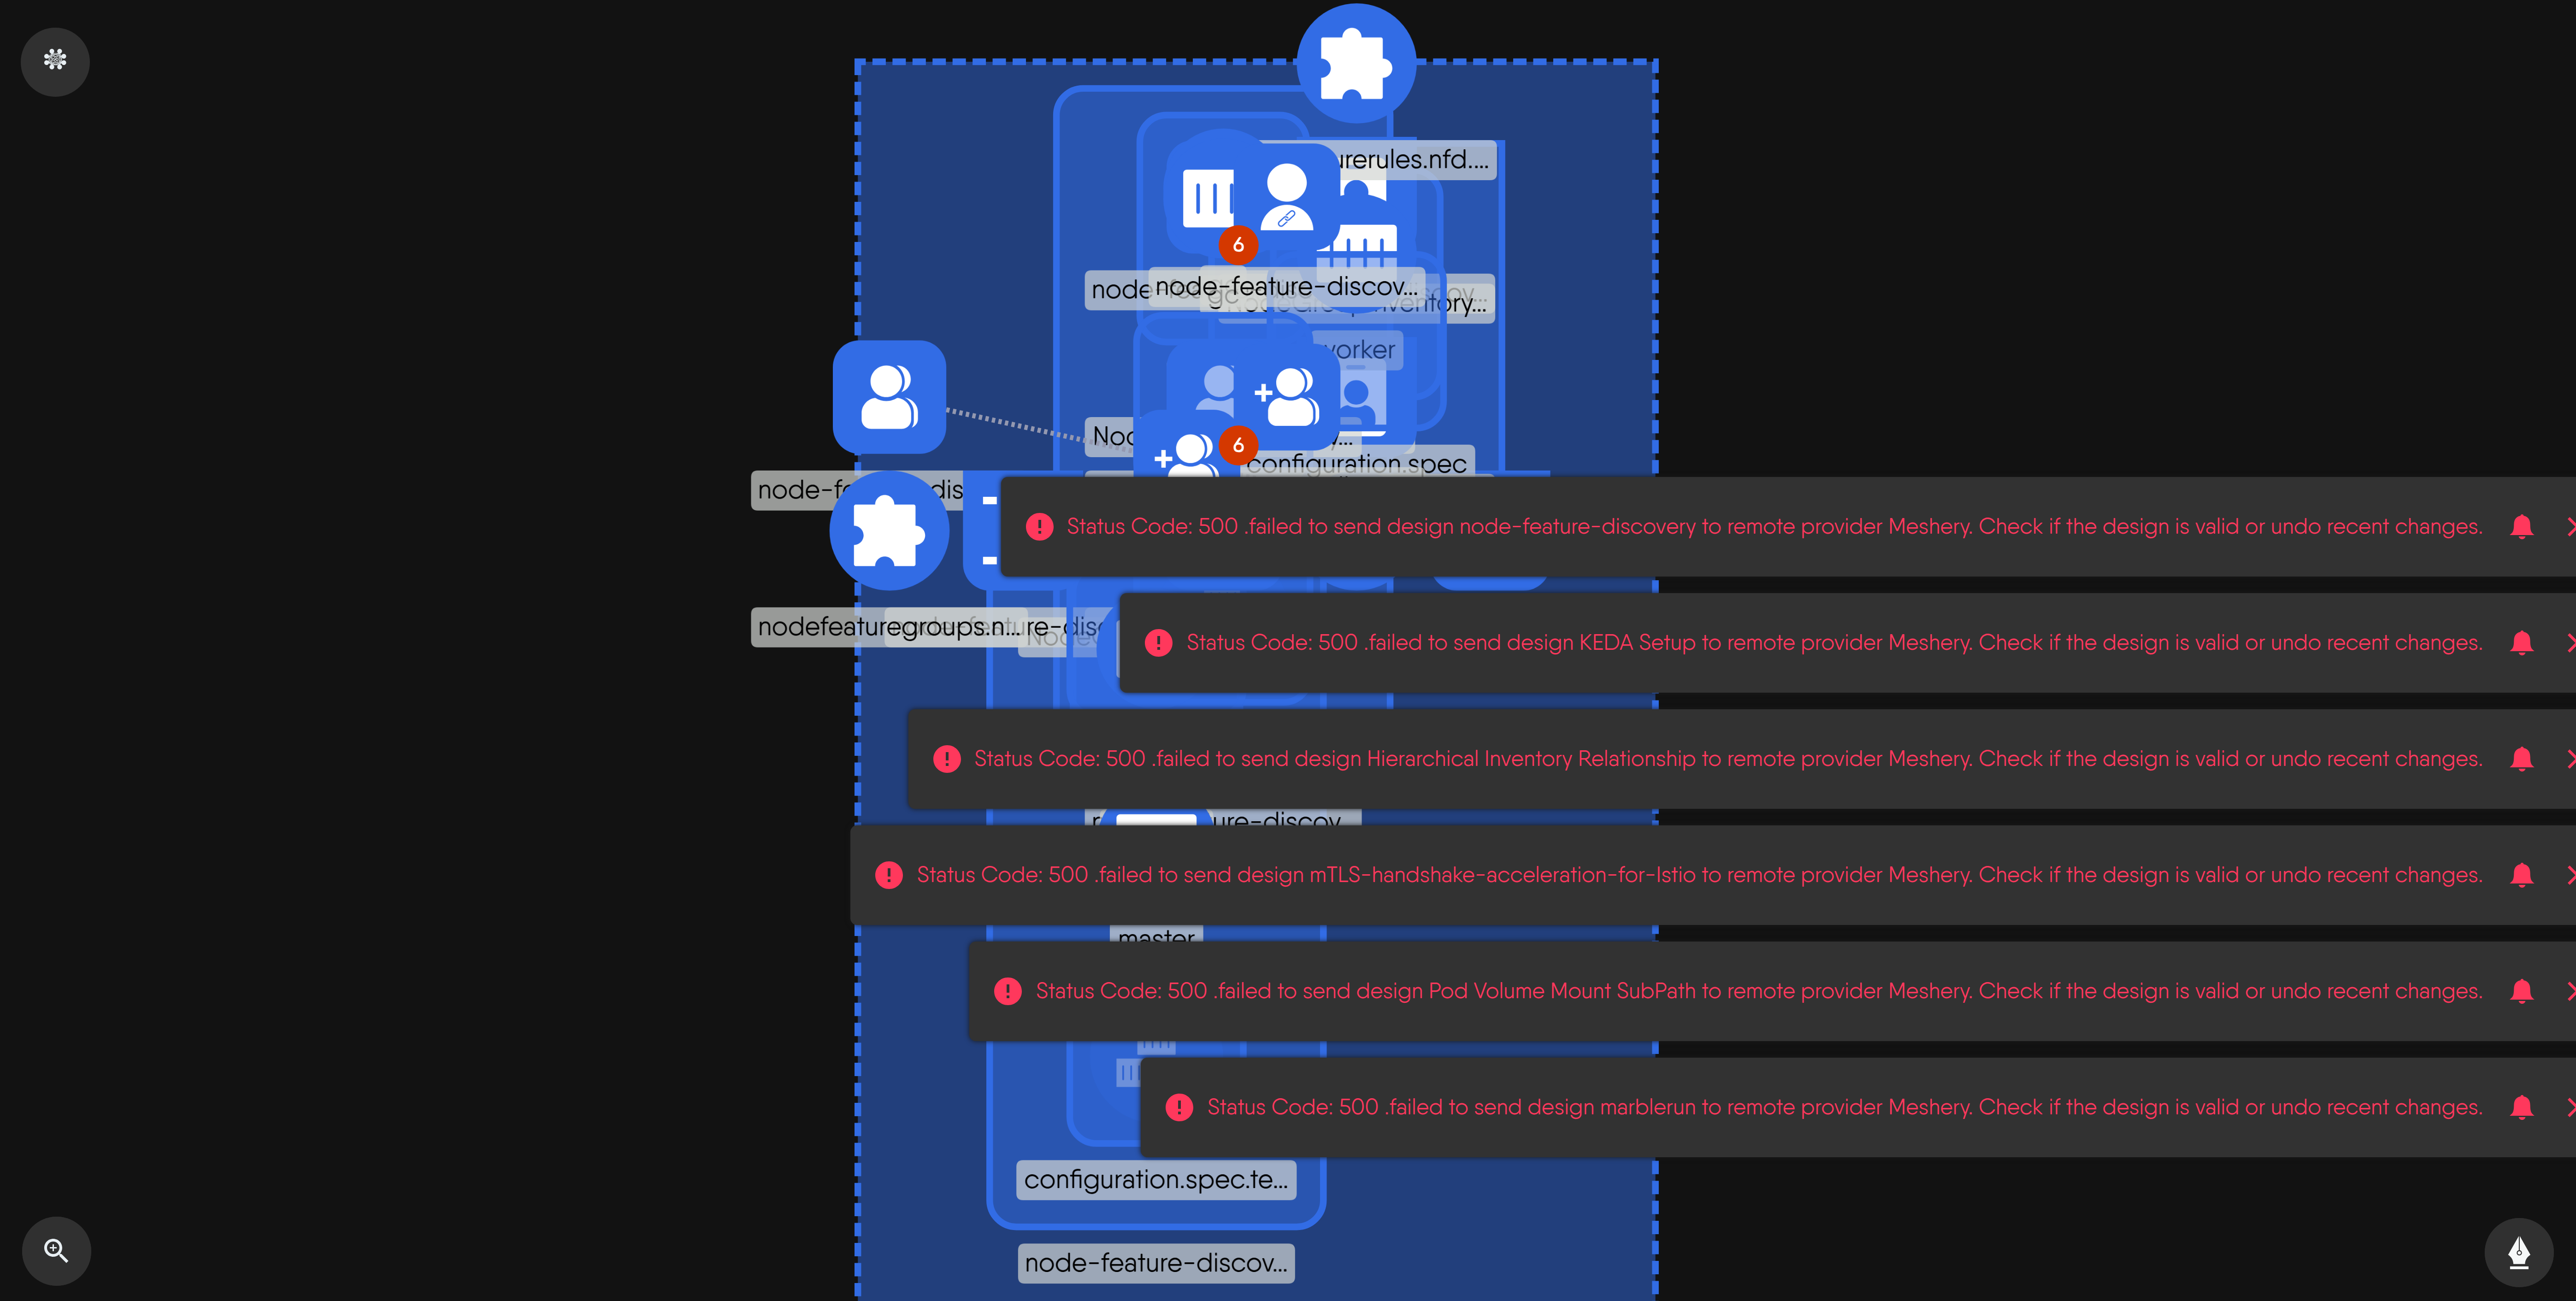 urerules.nfd....
6
node-feature-discov...
ventory...
worker
6
configuration.spec
Status Code: 500 .failed to send design node-feature-discovery to remote provider Meshery. Check if the design is valid or undo recent changes.
nodefeaturegroups.n...
Status Code: 500 .failed to send design KEDA Setup to remote provider Meshery. Check if the design is valid or undo recent changes.
Status Code: 500 .failed to send design Hierarchical Inventory Relationship to remote provider Meshery. Check if the design is valid or undo recent changes.
ure-discov
Status Code: 500 .failed to send design mTLS-handshake-acceleration-for-Istio to remote provider Meshery. Check if the design is valid or undo recent changes.
master
Status Code: 500 .failed to send design Pod Volume Mount SubPath to remote provider Meshery. Check if the design is valid or undo recent changes.
Status Code: 500 .failed to send design marblerun to remote provider Meshery. Check if the design is valid or undo recent changes.
configuration.spec.te...
node-feature-discov...